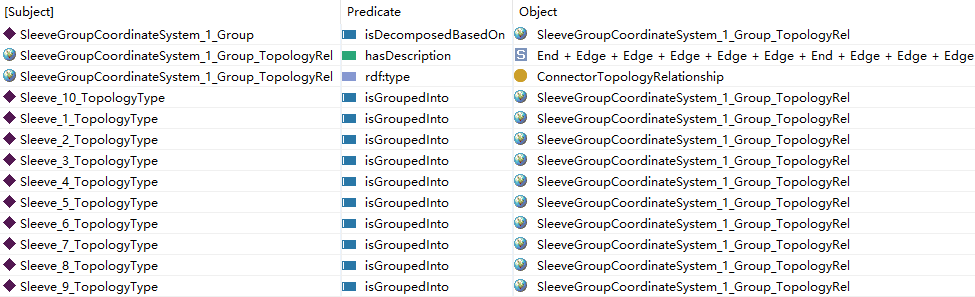 [Subject] Predicate Object
SleeveGroupCoordinateSystem_1_Group isDecomposedBasedOn SleeveGroupCoordinateSystem_1_Group_TopologyRel
SleeveGroupCoordinateSystem_1_Group_TopologyRel hasDescription S End + Edge + Edge + Edge + Edge + Edge + End + Edge + Edge + Edge
SleeveGroupCoordinateSystem_1_Group_TopologyRel rdf:type ConnectorTopologyRelationship
Sleeve_10_TopologyType isGroupedInto SleeveGroupCoordinateSystem_1_Group_TopologyRel
Sleeve_1_TopologyType isGroupedInto SleeveGroupCoordinateSystem_1_Group_TopologyRel
Sleeve_2_TopologyType isGroupedInto SleeveGroupCoordinateSystem_1_Group_TopologyRel
Sleeve_3_TopologyType isGroupedInto SleeveGroupCoordinateSystem_1_Group_TopologyRel
Sleeve_4_TopologyType isGroupedInto SleeveGroupCoordinateSystem_1_Group_TopologyRel
Sleeve_5_TopologyType isGroupedInto SleeveGroupCoordinateSystem_1_Group_TopologyRel
Sleeve_6_TopologyType isGroupedInto SleeveGroupCoordinateSystem_1_Group_TopologyRel
Sleeve_7_TopologyType isGroupedInto SleeveGroupCoordinateSystem_1_Group_TopologyRel
Sleeve_8_TopologyType isGroupedInto SleeveGroupCoordinateSystem_1_Group_TopologyRel
Sleeve_9_TopologyType isGroupedInto SleeveGroupCoordinateSystem_1_Group_TopologyRel